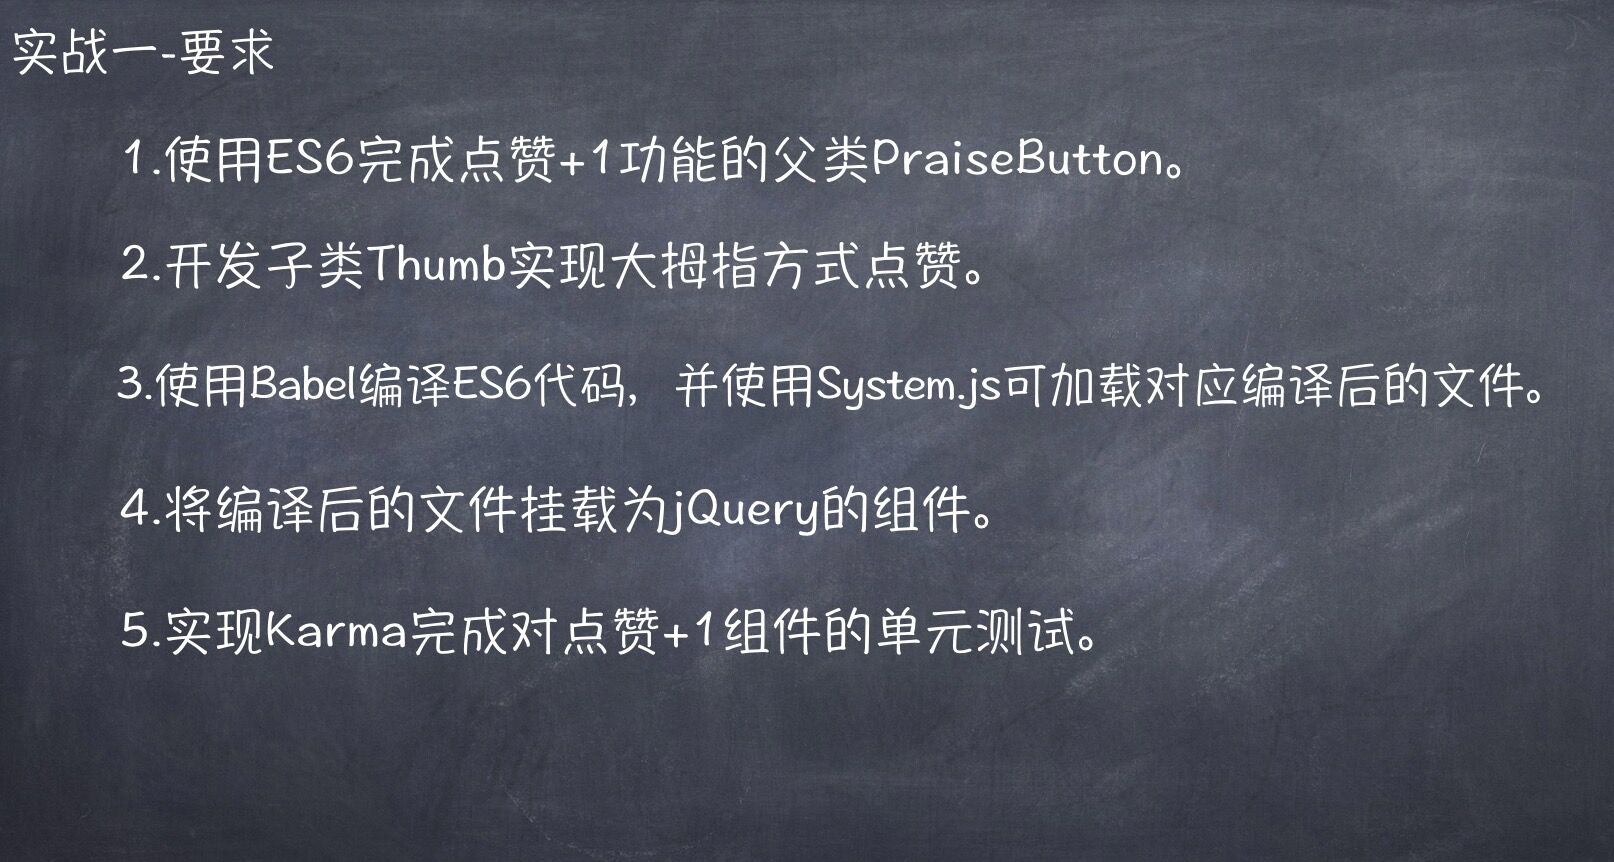 实战一-要求
1.使用ES6完成点赞+1功能的父类PraiseButton。
2.开发子类Thumb实现大拇指方式点赞。
3.使用Babel编译ES6代码，并使用System.js可加载对应编译后的文件。
4.将编译后的文件挂载为jQuery的组件。
5.实现Karma完成对点赞+1组件的单元测试。